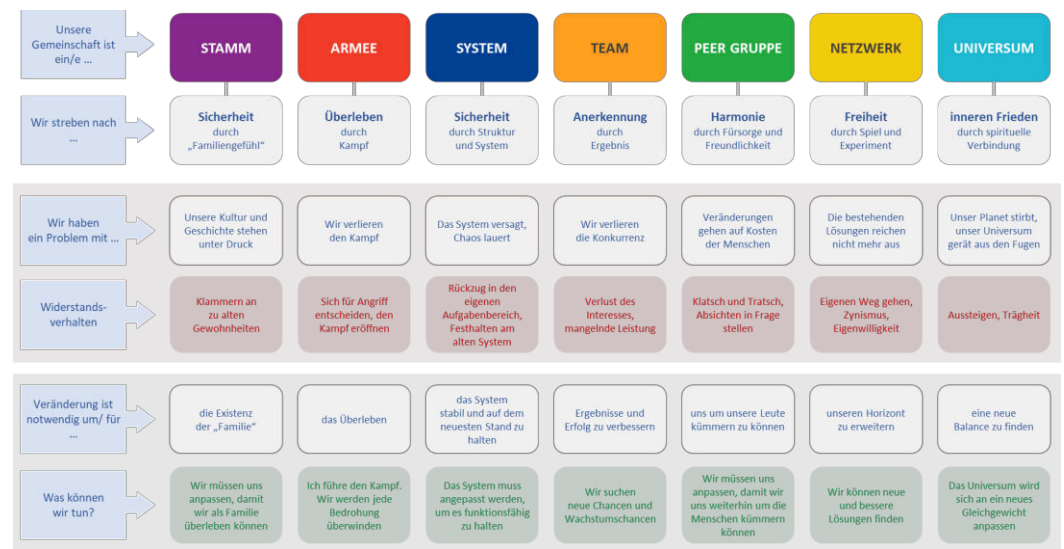 Unsere
Gemeinschaft ist
ein/e ...
STAMM
ARMEE
SYSTEM
TEAM
PEER GRUPPE
NETZWERK
UNIVERSUM
Wir streben nach
...
Sicherheit
durch
„Familiengefühl“
Überleben
durch
Kampf
Sicherheit
durch Struktur
und System
Anerkennung
durch
Ergebnis
Harmonie
durch Fürsorge und
Freundlichkeit
Freiheit
durch Spiel und
Experiment
inneren Frieden
durch spirituelle
Verbindung
Wir haben
ein Problem mit ...
Unsere Kultur und
Geschichte stehen
unter Druck
Wir verlieren
den Kampf
Das System versagt,
Chaos lauert
Wir verlieren
die Konkurrenz
Veränderungen
gehen auf Kosten
der Menschen
Die bestehenden
Lösungen reichen
nicht mehr aus
Unser Planet stirbt,
unser Universum
gerät aus den Fugen
Widerstands-
verhalten
Klammern an
zu alten
Gewohnheiten
Sich für Angriff
entscheiden, den
Kampf eröffnen
Rückzug in den
eigenen
Aufgabenbereich,
Festhalten am
alten System
Verlust des
Interesses,
mangelnde Leistung
Klatsch und Tratsch,
Absichten in Frage
stellen
Eigenen Weg gehen,
Zynismus,
Eigenwilligkeit
Aussteigen, Trägheit
Veränderung ist
notwendig um/ für
...
die Existenz
der „Familie“
das Überleben
das System
stabil und auf dem
neuesten Stand zu
halten
Ergebnisse und
Erfolg zu verbessern
uns um unsere Leute
kümmern zu können
unseren Horizont
zu erweitern
eine neue
Balance zu finden
Was können
wir tun?
Wir müssen uns
anpassen, damit
wir als Familie
überleben können
Ich führe den Kampf.
Wir werden jede
Bedrohung
überwinden
Das System muss
angepasst werden,
um es funktionsfähig
zu halten
Wir suchen
neue Chancen und
Wachstumschancen
Wir müssen uns
anpassen, damit wir
uns weiterhin um die
Menschen kümmern
können
Wir können neue
und bessere
Lösungen finden
Das Universum wird
sich an ein neues
Gleichgewicht
anpassen